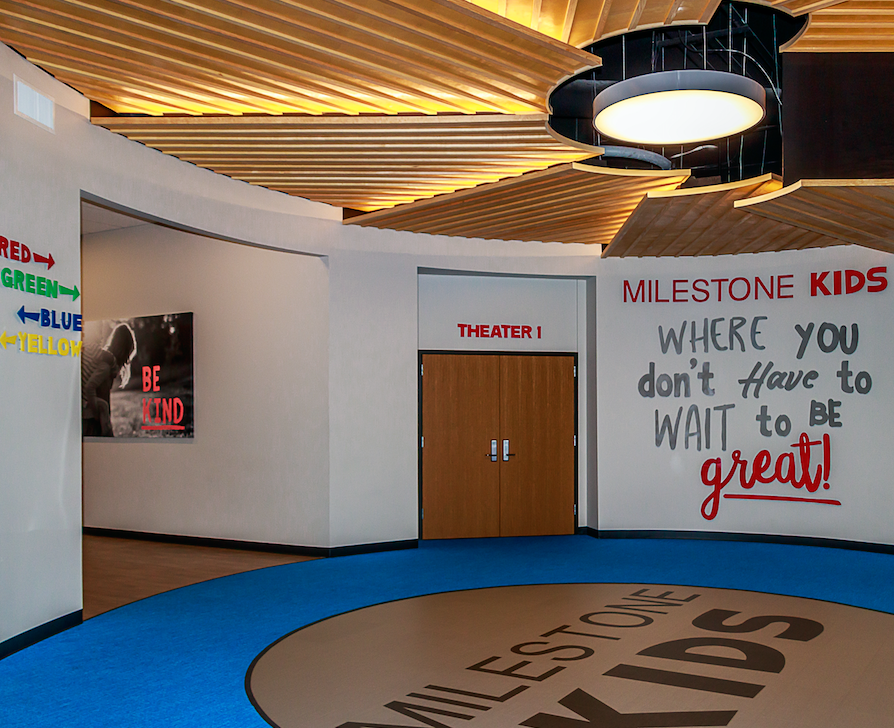 RED
GREEN
BLUE
YELLOW
BE
KIND
THEATER 1
MILESTONE KIDS
WHERE YOU
don't Have to
WAIT to BE
great!
MILESTONE
KIDS